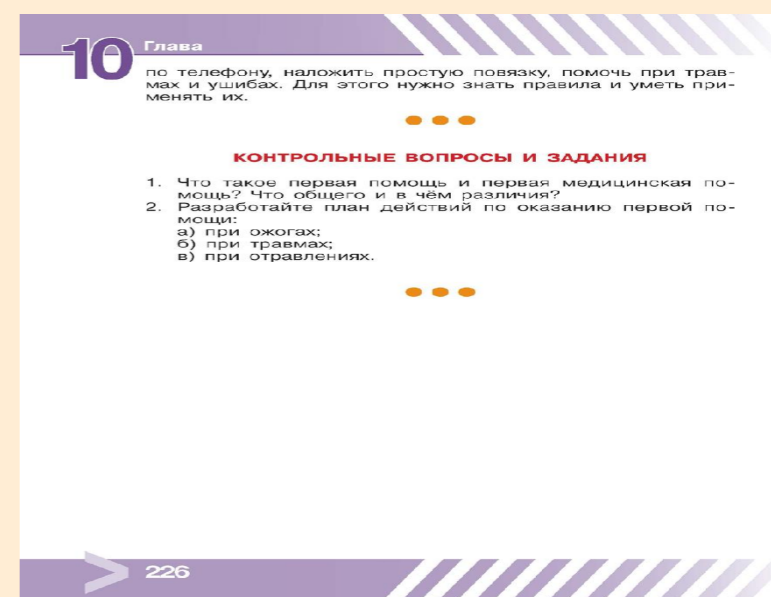 10 Глава
по телефону, наложить простую повязку, помочь при трав-
мах и ушибах. Для этого нужно знать правила и уметь при-
менять их.
КОНТРОЛЬНЫЕ ВОПРОСЫ И ЗАДАНИЯ
1. Что такое первая помощь и первая медицинская по-
мощь? Что общего и в чём различия?
2. Разработайте план действий по оказанию первой по-
мощи:
а) при ожогах;
б) при травмах;
в) при отравлениях.
226